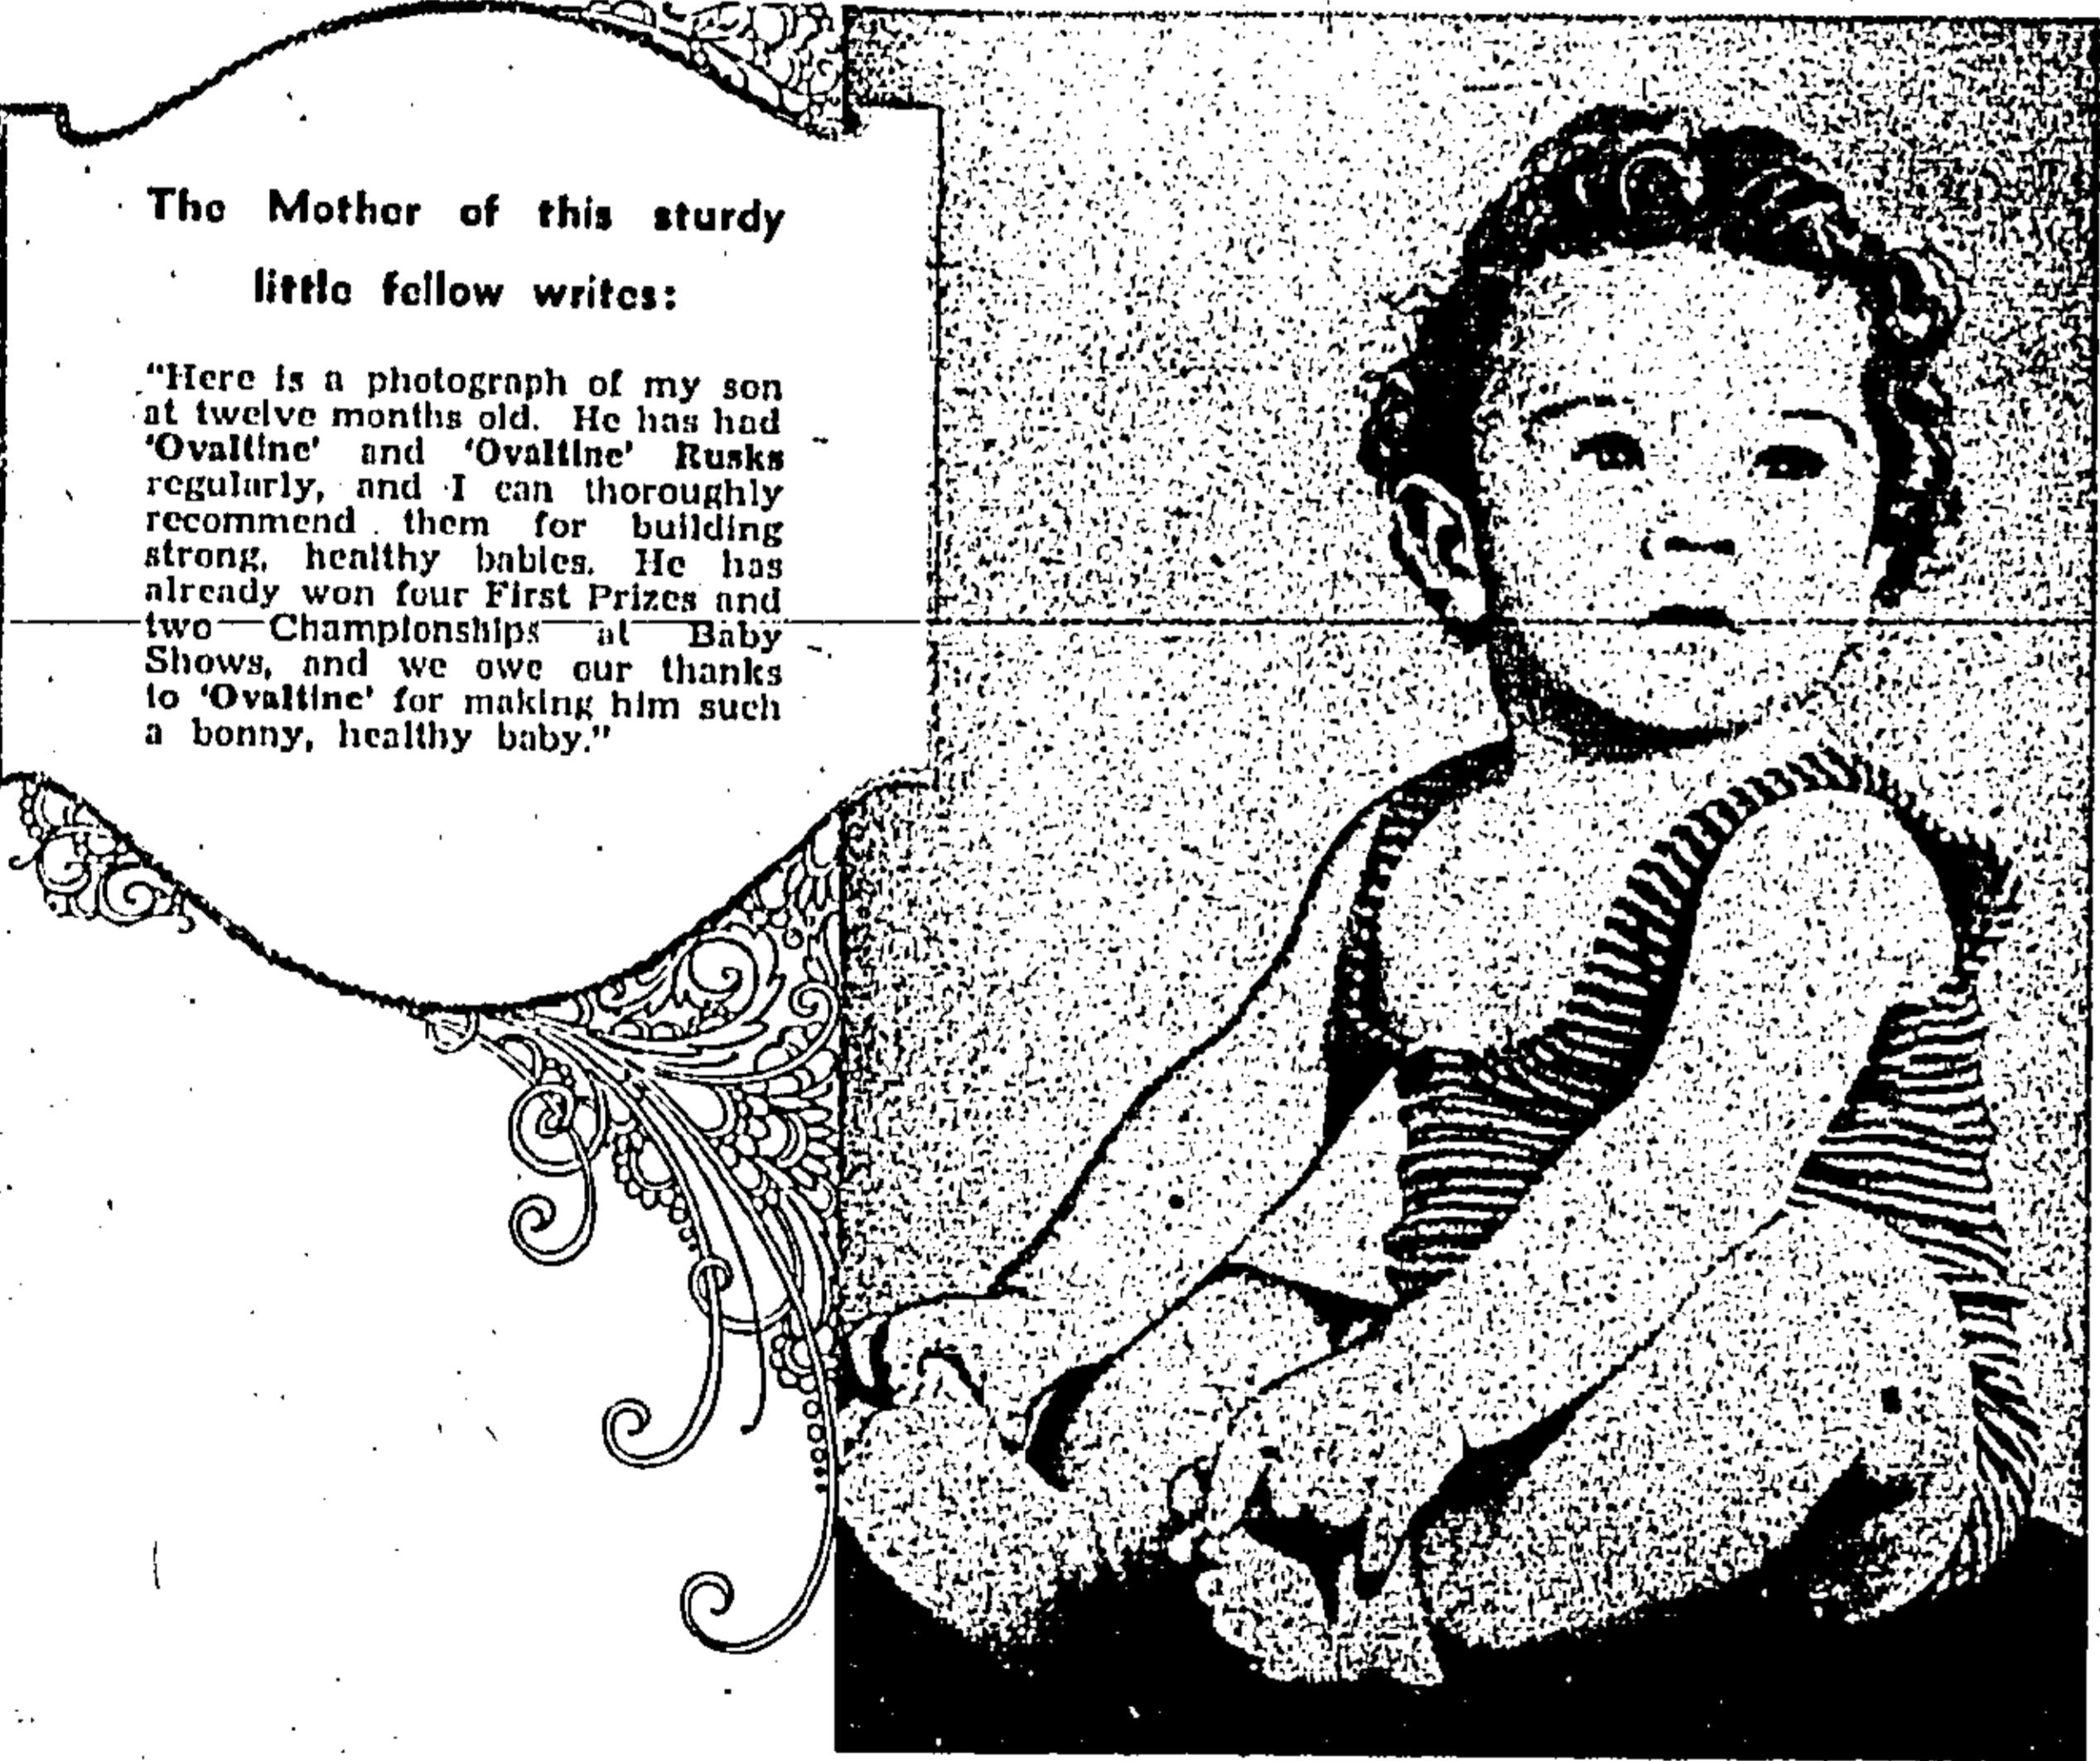 The Mother of this sturdy
little fellow writes:
"Here is a photograph of my son
at twelve months old. He has had
'Ovaltine' and 'Ovaltine' Rusks
regularly, and I can thoroughly
recommend them for building
strong, healthy babies. He has
already won four First Prizes and
two Championships at Baby
Shows, and we owe our thanks
to 'Ovaltine' for making him such
a bonny, healthy baby."